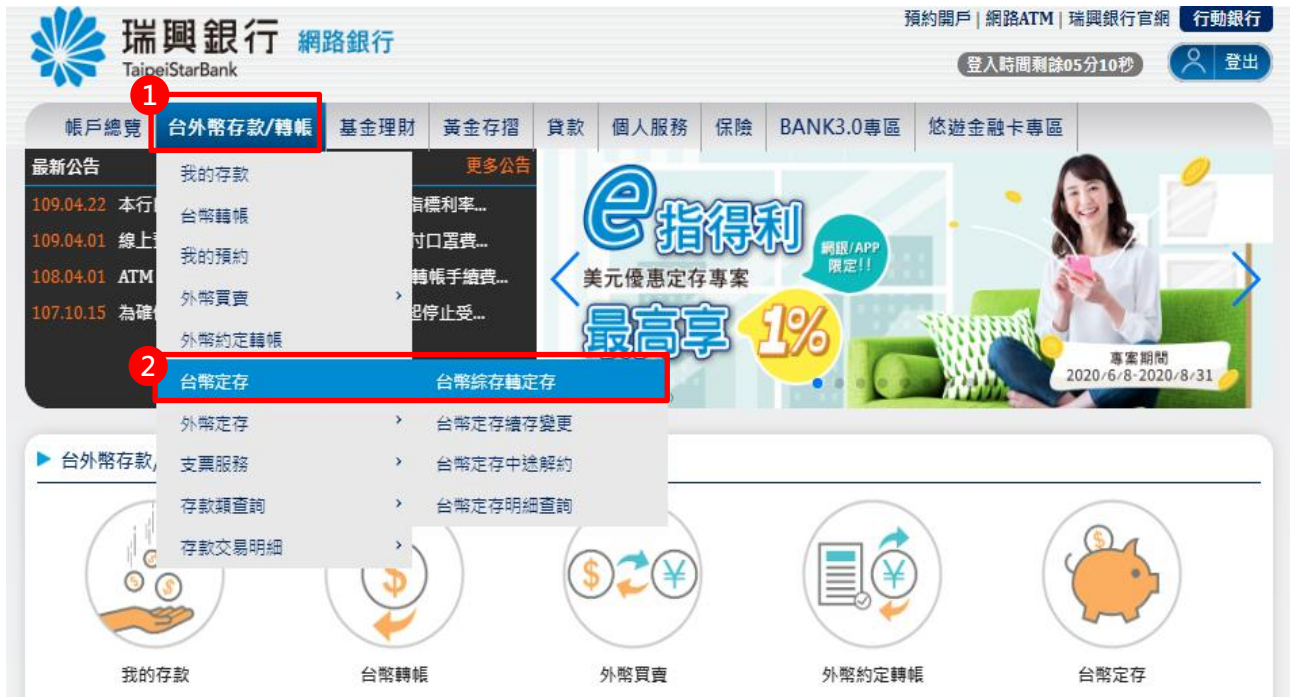 瑞興銀行 網路銀行
TaipeiStarBank
預約開戶 | 網路ATM | 瑞興銀行官網 行動銀行
登入時間剩餘05分10秒 登出
1
帳戶總覽 台外幣存款/轉帳 基金理財 黃金存摺 貸款 個人服務 保險 BANK3.0專區 悠遊金融卡專區
最新公告 更多公告
109.04.22 本行 指標利率...
109.04.01 線上 付口罩費...
108.04.01 ATM 轉帳手續費...
107.10.15 為確 起停止受...
我的存款
台幣轉帳
我的預約
外幣買賣 ›
外幣約定轉帳
2
台幣定存 台幣綜存轉定存
外幣定存 › 台幣定存續存變更
支票服務 › 台幣定存中途解約
存款類查詢 › 台幣定存明細查詢
存款交易明細 ›
e指得利
網銀/APP
限定!!
美元優惠定存專案
最高享 1%
專案期間
2020/6/8-2020/8/31
台外幣存款/
我的存款 台幣轉帳 外幣買賣 外幣約定轉帳 台幣定存